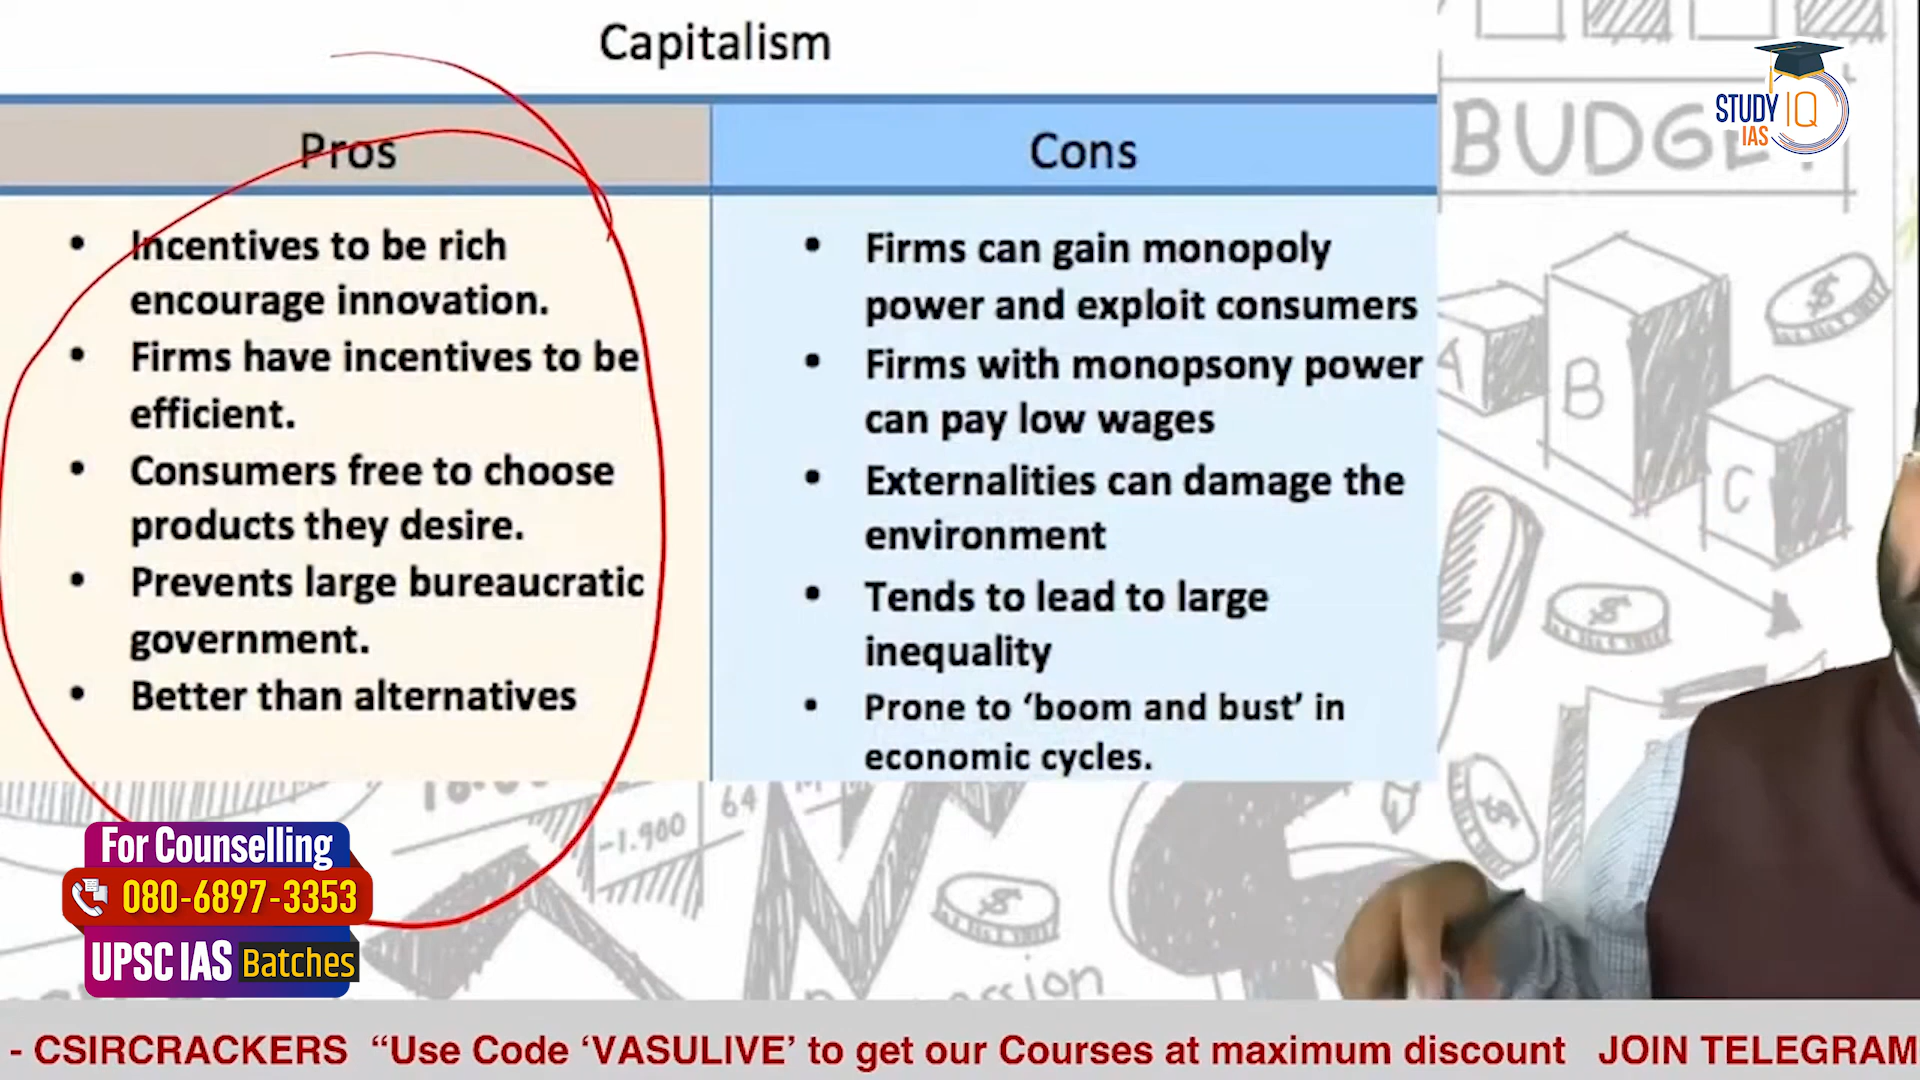 Capitalism
Pros
Cons
• Incentives to be rich
encourage innovation.
• Firms have incentives to be
efficient.
• Consumers free to choose
products they desire.
• Prevents large bureaucratic
government.
• Better than alternatives
• Firms can gain monopoly
power and exploit consumers
• Firms with monopsony power
can pay low wages
• Externalities can damage the
environment
• Tends to lead to large
inequality
• Prone to ‘boom and bust’ in
economic cycles.
STUDY IQ
IAS
A
B
C
-1.900
64
For Counselling
080-6897-3353
UPSC IAS Batches
- CSIRCRACKERS “Use Code ‘VASULIVE’ to get our Courses at maximum discount JOIN TELEGRAM